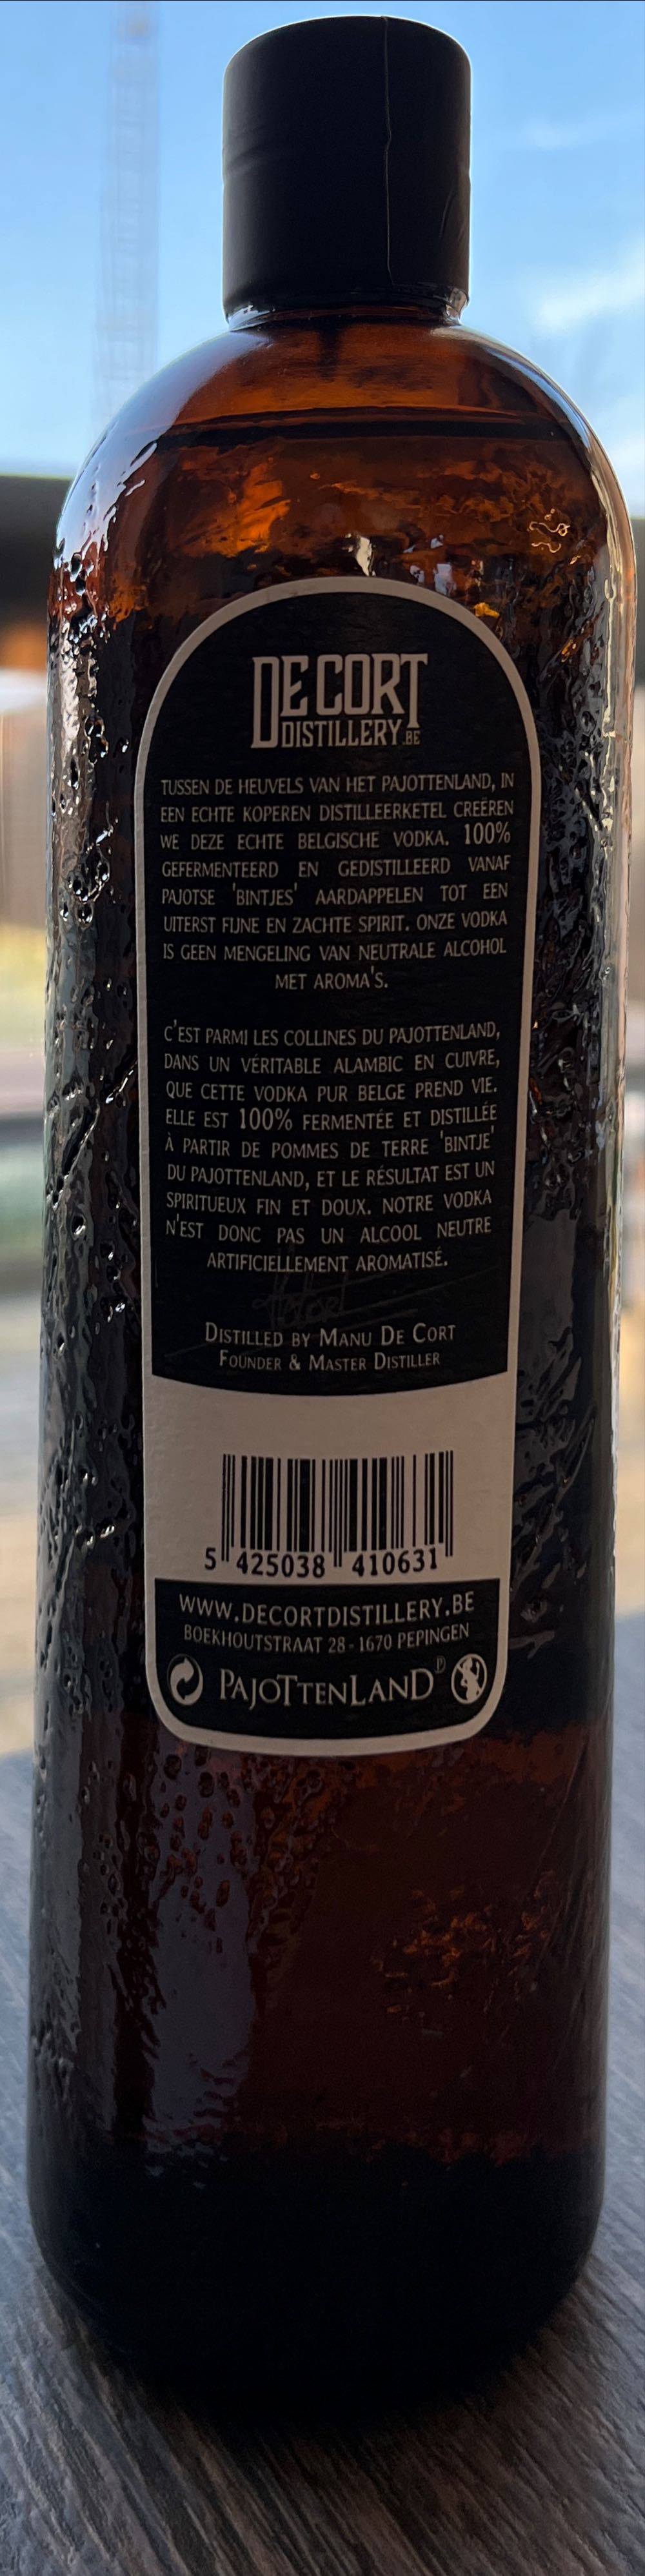 DE CORT
DISTILLERY.BE
TUSSEN DE HEUVELS VAN HET PAJOTTENLAND, IN
EEN ECHTE KOPEREN DISTILLEERKETEL CREËREN
WE DEZE ECHTE BELGISCHE VODKA. 100%
GEFERMENTEERD EN GEDISTILLEERD VANAF
PAJOTSE 'BINTJES' AARDAPPELEN TOT EEN
UITERST FIJNE EN ZACHTE SPIRIT. ONZE VODKA
IS GEEN MENGELING VAN NEUTRALE ALCOHOL
MET AROMA'S.
C'EST PARMI LES COLLINES DU PAJOTTENLAND,
DANS UN VÉRITABLE ALAMBIC EN CUIVRE,
QUE CETTE VODKA PUR BELGE PREND VIE.
ELLE EST 100% FERMENTÉE ET DISTILLÉE
À PARTIR DE POMMES DE TERRE 'BINTJE'
DU PAJOTTENLAND, ET LE RÉSULTAT EST UN
SPIRITUEUX FIN ET DOUX. NOTRE VODKA
N'EST DONC PAS UN ALCOOL NEUTRE
ARTIFICIELLEMENT AROMATISÉ.
DISTILLED BY MANU DE CORT
FOUNDER & MASTER DISTILLER
5 425038 410631
WWW.DECORTDISTILLERY.BE
BOEKHOUTSTRAAT 28 - 1670 PEPINGEN
PAJOTTENLAND